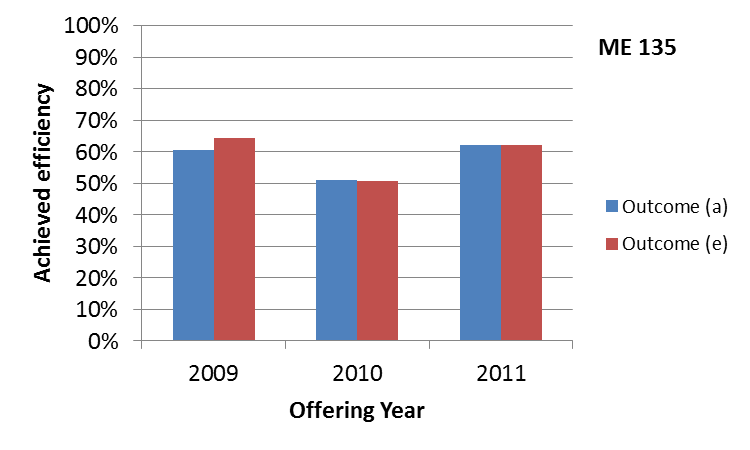 ME 135
Achieved efficiency
100%
90%
80%
70%
60%
50%
40%
30%
20%
10%
0%
2009 2010 2011
Offering Year
Outcome (a)
Outcome (e)